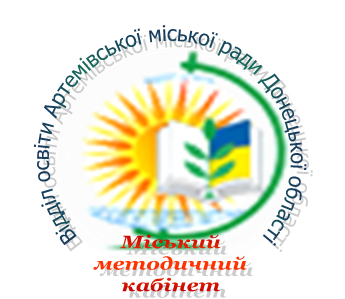 Відділ освіти Артемівської міської ради Донецької області
Міський
методичний
кабінет